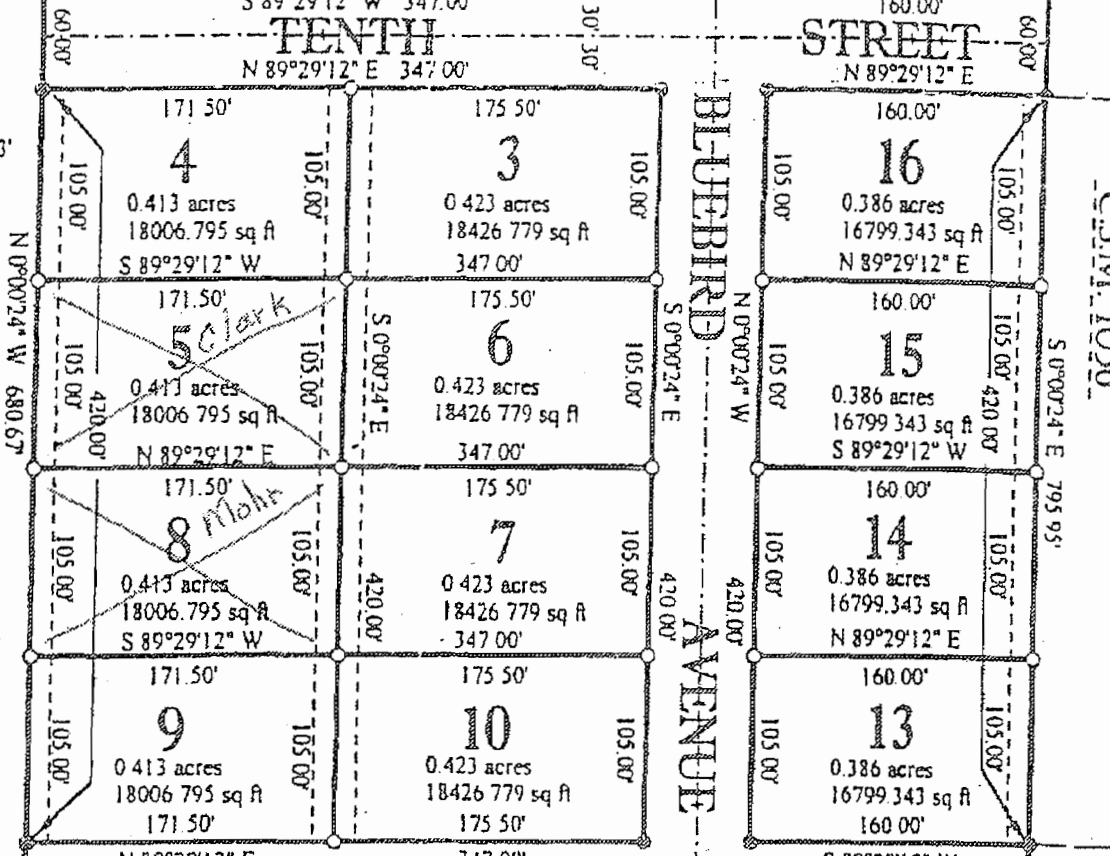 S 89°29'12" W 347.00'
160.00'
60.00'
30' 30'
60.00'
TENTH STREET
N 89°29'12" E 347.00'
N 89°29'12" E
171 50'
175.50'
160.00'
4
3
16
105.00'
105.00'
105.00'
105.00'
105.00'
0.413 acres
0 423 acres
0.386 acres
18006.795 sq ft
18426 779 sq ft
16799.343 sq ft
S 89°29'12" W
347 00'
N 89°29'12" E
BLUEBIRD AVENUE
N 0°00'24" W 680.67'
171.50'
175.50'
160.00'
5
Clark
6
15
105.00'
105.00'
S 0°00'24" E
105.00'
S 0°00'24" E
N 0°00'24" W
105.00'
105.00'
S 0°00'24" E 795 95'
0.413 acres
0.423 acres
0.386 acres
18006 795 sq ft
18426 779 sq ft
16799.343 sq ft
420.00'
420 00'
N 89°29'12" E
347.00'
S 89°29'12" W
171.50'
175 50'
160.00'
8
Mohr
7
14
105.00'
105.00'
105.00'
105.00'
105.00'
0.413 acres
0 423 acres
0.386 acres
18006.795 sq ft
18426 779 sq ft
16799.343 sq ft
420.00'
420 00'
420.00'
S 89°29'12" W
347 00'
N 89°29'12" E
171.50'
175 50'
160.00'
9
10
13
105.00'
105 00'
105.00'
105.00'
105.00'
0 413 acres
0.423 acres
0.386 acres
18006 795 sq ft
18426 779 sq ft
16799.343 sq ft
171.50'
175 50'
160 00'